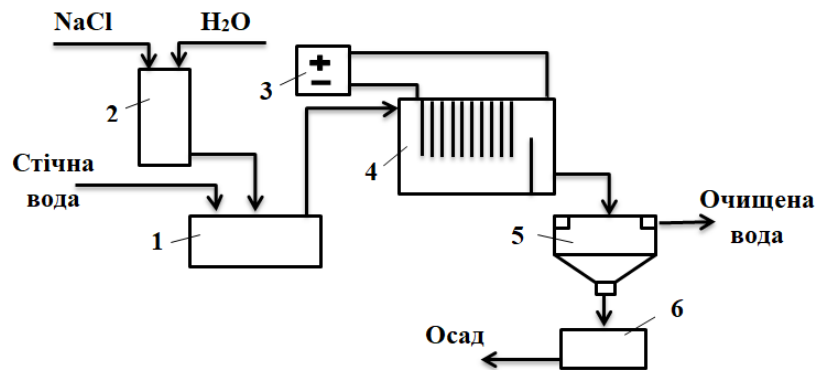 NaCl
H₂O
2
3
+
−
4
Стічна
вода
1
5
Очищена
вода
6
Осад